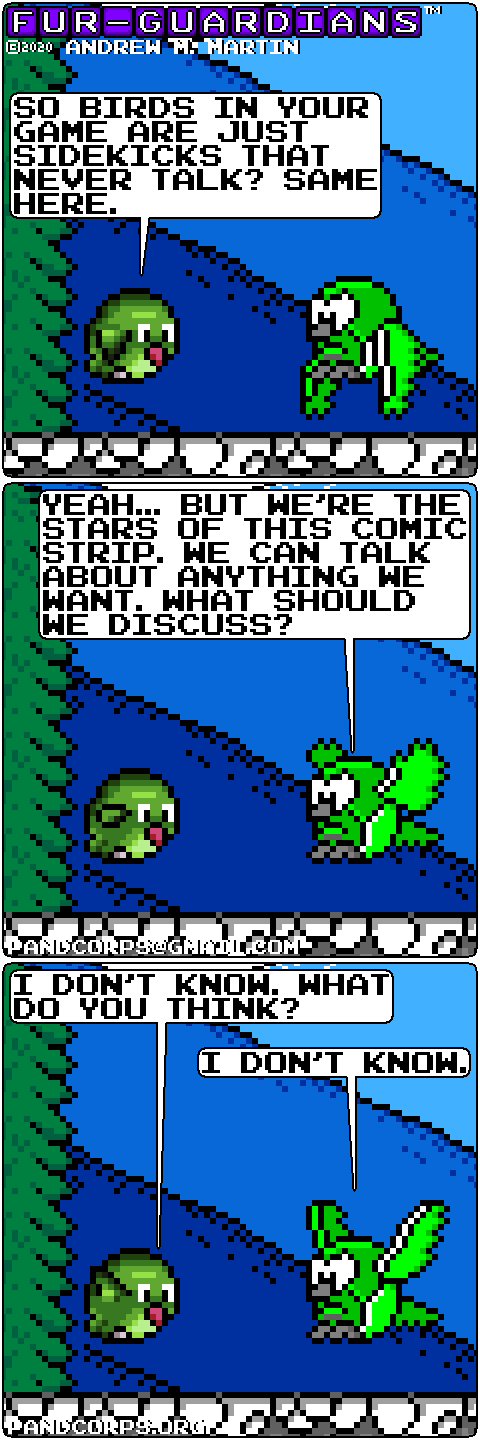 FUR-GUARDIANS™
©2020 ANDREW M. MARTIN
SO BIRDS IN YOUR
GAME ARE JUST
SIDEKICKS THAT
NEVER TALK? SAME
HERE.
YEAH... BUT WE'RE THE
STARS OF THIS COMIC
STRIP. WE CAN TALK
ABOUT ANYTHING WE
WANT. WHAT SHOULD
WE DISCUSS?
PANDCORPS@GMAIL.COM
I DON'T KNOW. WHAT
DO YOU THINK?
I DON'T KNOW.
PANDCORPS.ORG